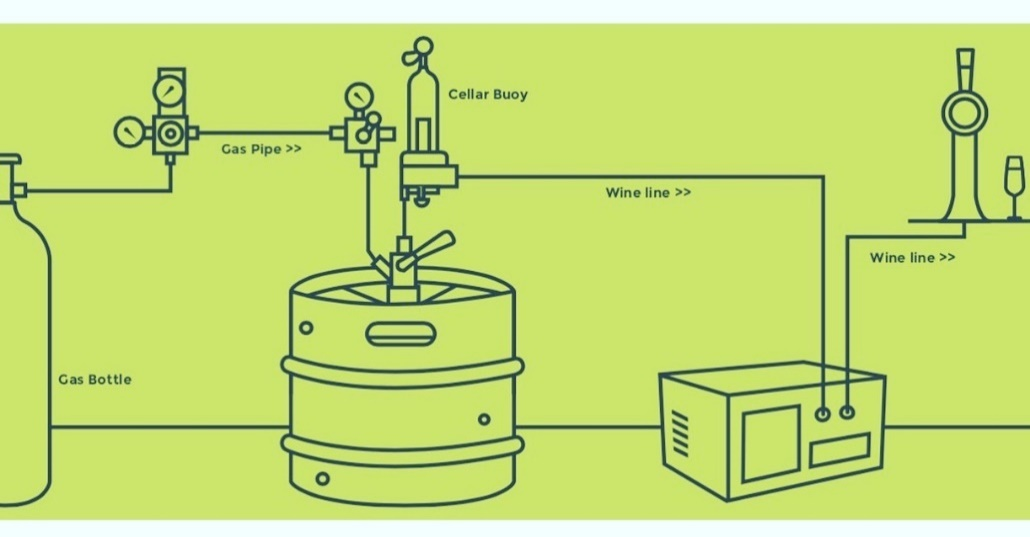 Cellar Buoy
Gas Pipe >>
Wine line >>
Wine line >>
Gas Bottle